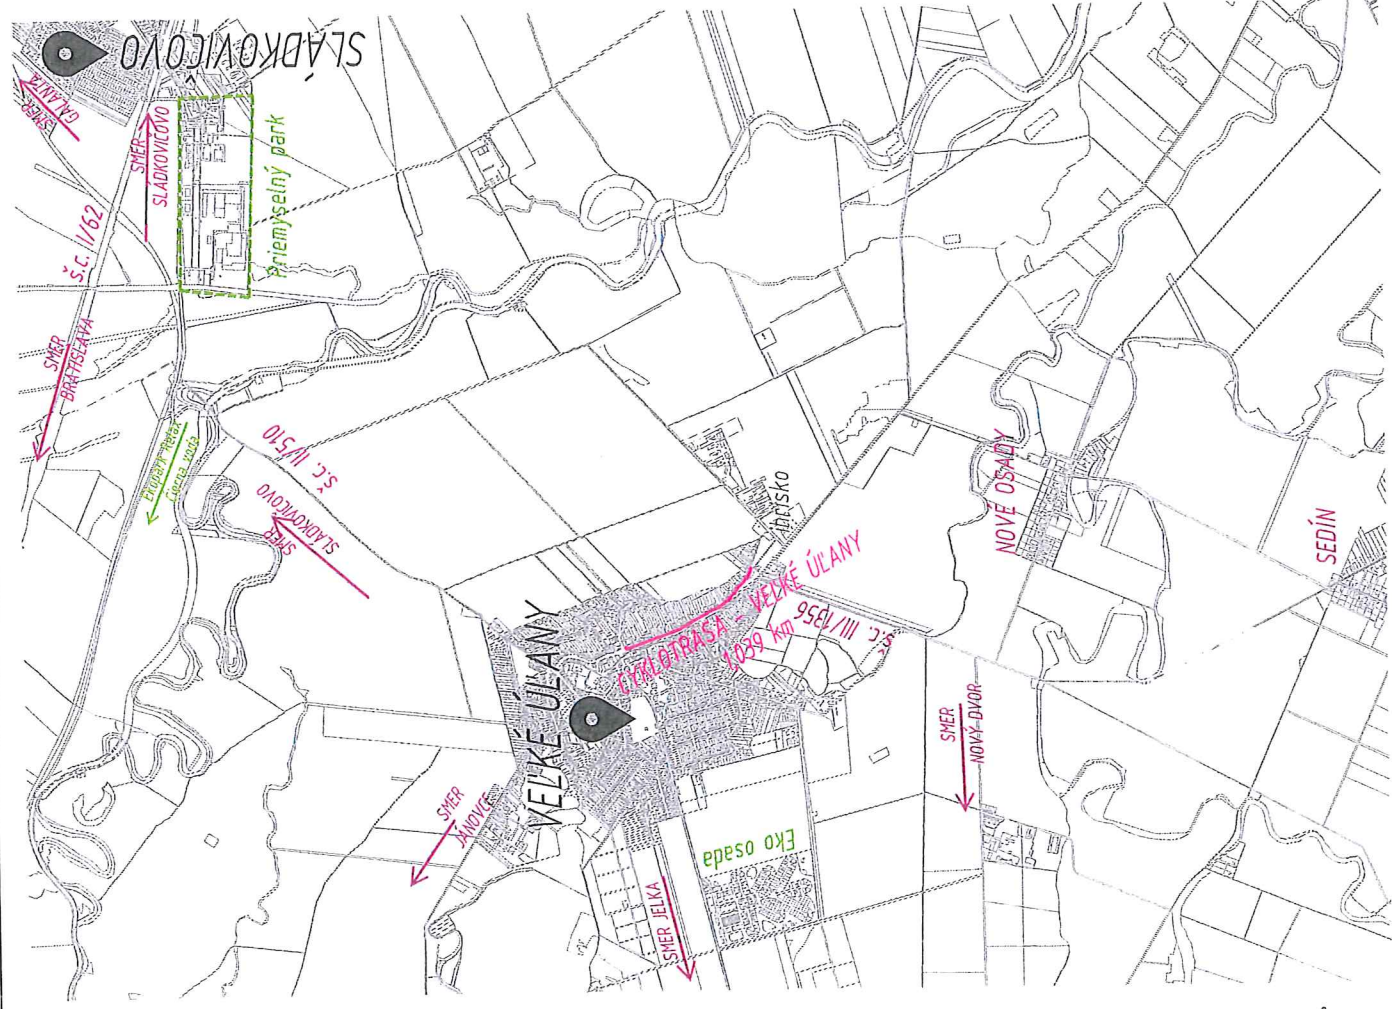 SLÁDKOVIČOVO
SMER
GALANTA
SMER
SLÁDKOVIČOVO
Š.C. I/62
Priemyselný park
SMER
BRATISLAVA
Ekopark Relax
Čierna voda
Š.C. II/510
SMER
SLÁDKOVIČOVO
Ihrisko
NOVÉ OSADY
SEDÍN
VEĽKÉ ÚĽANY
CYKLOTRASA - VEĽKÉ ÚĽANY
1,039 km
Š.C. III/1356
SMER
NOVÝ DVOR
SMER
JÁNOVCE
Eko osada
SMER JELKA